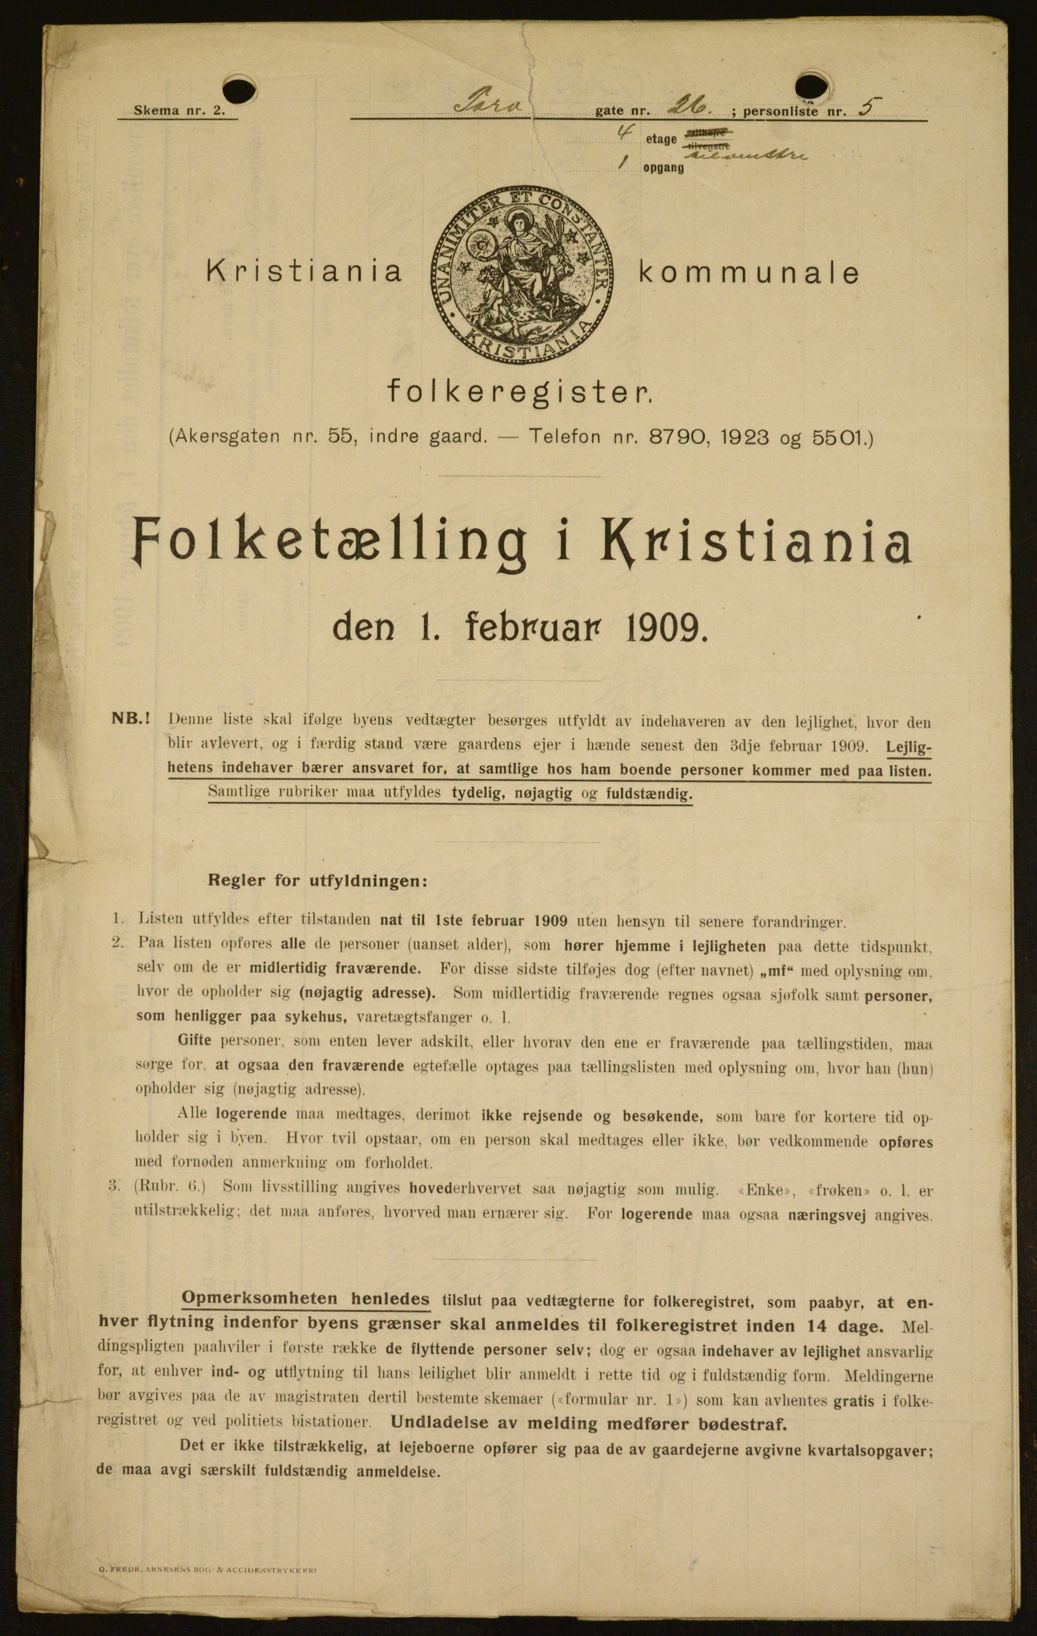 Skema nr. 2.
Toro gate nr. 26. ; personliste nr. 5
4 etage tilhøire
tilvenstre
tilvenstre
1 opgang
UNANIMITER ET CONSTANTER
KRISTIANIA
Kristiania kommunale
folkeregister.
(Akersgaten nr. 55, indre gaard. — Telefon nr. 8790, 1923 og 5501.)
Folketælling i Kristiania
den 1. februar 1909.
NB.! Denne liste skal ifølge byens vedtægter besørges utfyldt av indehaveren av den lejlighet, hvor den
blir avlevert, og i færdig stand være gaardens ejer i hænde senest den 3dje februar 1909. Lejlig-
hetens indehaver bærer ansvaret for, at samtlige hos ham boende personer kommer med paa listen.
Samtlige rubriker maa utfyldes tydelig, nøjagtig og fuldstændig.
Regler for utfyldningen:
1. Listen utfyldes efter tilstanden nat til 1ste februar 1909 uten hensyn til senere forandringer.
2. Paa listen opføres alle de personer (uanset alder), som hører hjemme i lejligheten paa dette tidspunkt,
selv om de er midlertidig fraværende. For disse sidste tilføjes dog (efter navnet) „mf“ med oplysning om,
hvor de opholder sig (nøjagtig adresse). Som midlertidig fraværende regnes ogsaa sjøfolk samt personer,
som henligger paa sykehus, varetægtsfanger o. l.
Gifte personer, som enten lever adskilt, eller hvorav den ene er fraværende paa tællingstiden, maa
sørge for, at ogsaa den fraværende egtefælle optages paa tællingslisten med oplysning om, hvor han (hun)
opholder sig (nøjagtig adresse).
Alle logerende maa medtages, derimot ikke rejsende og besøkende, som bare for kortere tid op-
holder sig i byen. Hvor tvil opstaar, om en person skal medtages eller ikke, bør vedkommende opføres
med fornøden anmerkning om forholdet.
3. (Rubr. 6.) Som livsstilling angives hovederhvervet saa nøjagtig som mulig. «Enke», «frøken» o. l. er
utilstrækkelig; det maa anføres, hvorved man ernærer sig. For logerende maa ogsaa næringsvej angives.
Opmerksomheten henledes tilslut paa vedtægterne for folkeregistret, som paabyr, at en-
hver flytning indenfor byens grænser skal anmeldes til folkeregistret inden 14 dage. Mel-
dingspligten paahviler i første række de flyttende personer selv; dog er ogsaa indehaver av lejlighet ansvarlig
for, at enhver ind- og utflytning til hans leilighet blir anmeldt i rette tid og i fuldstændig form. Meldingerne
bør avgives paa de av magistraten dertil bestemte skemaer («formular nr. 1») som kan avhentes gratis i folke-
registret og ved politiets bistationer. Undladelse av melding medfører bødestraf.
Det er ikke tilstrækkelig, at lejeboerne opfører sig paa de av gaardejerne avgivne kvartalsopgaver;
de maa avgi særskilt fuldstændig anmeldelse.
O. FREDR. ARNESENS BOG- & ACCIDENSTRYKKERI